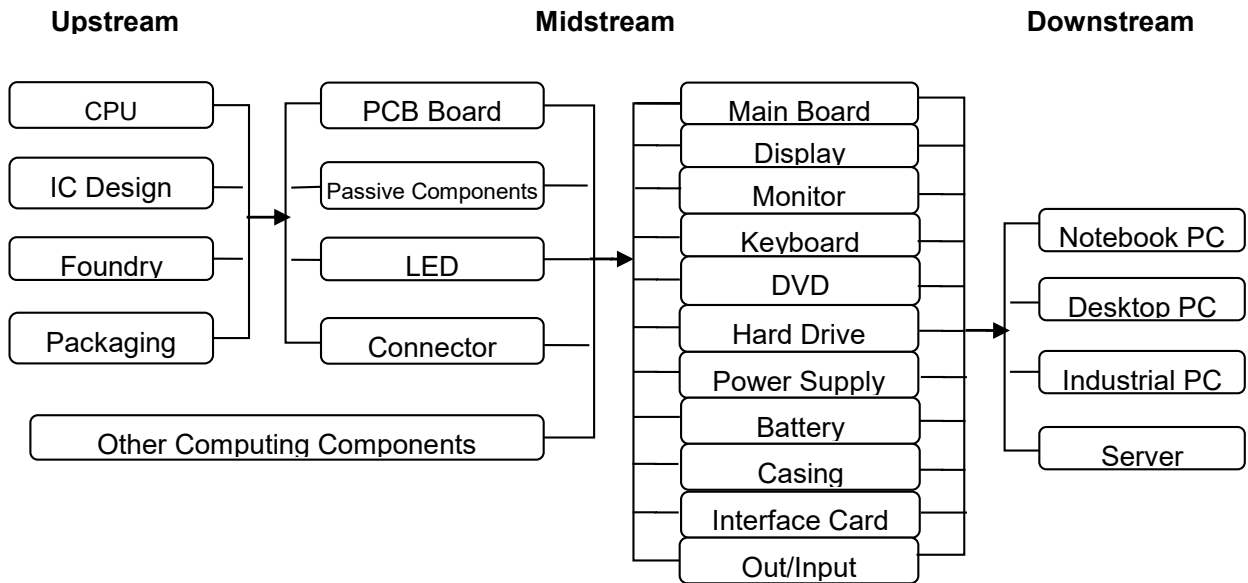 Upstream
Midstream
Downstream
CPU
IC Design
Foundry
Packaging
PCB Board
Passive Components
LED
Connector
Other Computing Components
Main Board
Display
Monitor
Keyboard
DVD
Hard Drive
Power Supply
Battery
Casing
Interface Card
Out/Input
Notebook PC
Desktop PC
Industrial PC
Server